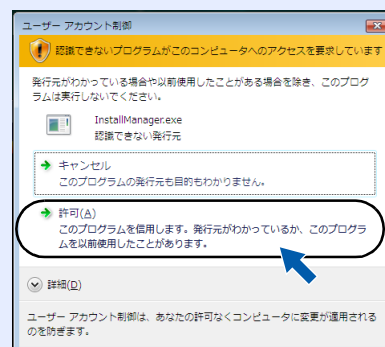 ユーザー アカウント制御
認識できないプログラムがこのコンピュータへのアクセスを要求しています
発行元がわかっている場合や以前使用したことがある場合を除き、このプログ
ラムは実行しないでください。
InstallManager.exe
認識できない発行元
キャンセル
このプログラムの発行元も目的もわかりません。
許可(A)
このプログラムを信用します。発行元がわかっているか、このプログラ
ムを以前使用したことがあります。
詳細(D)
ユーザー アカウント制御は、あなたの許可なくコンピュータに変更が適用される
のを防ぎます。